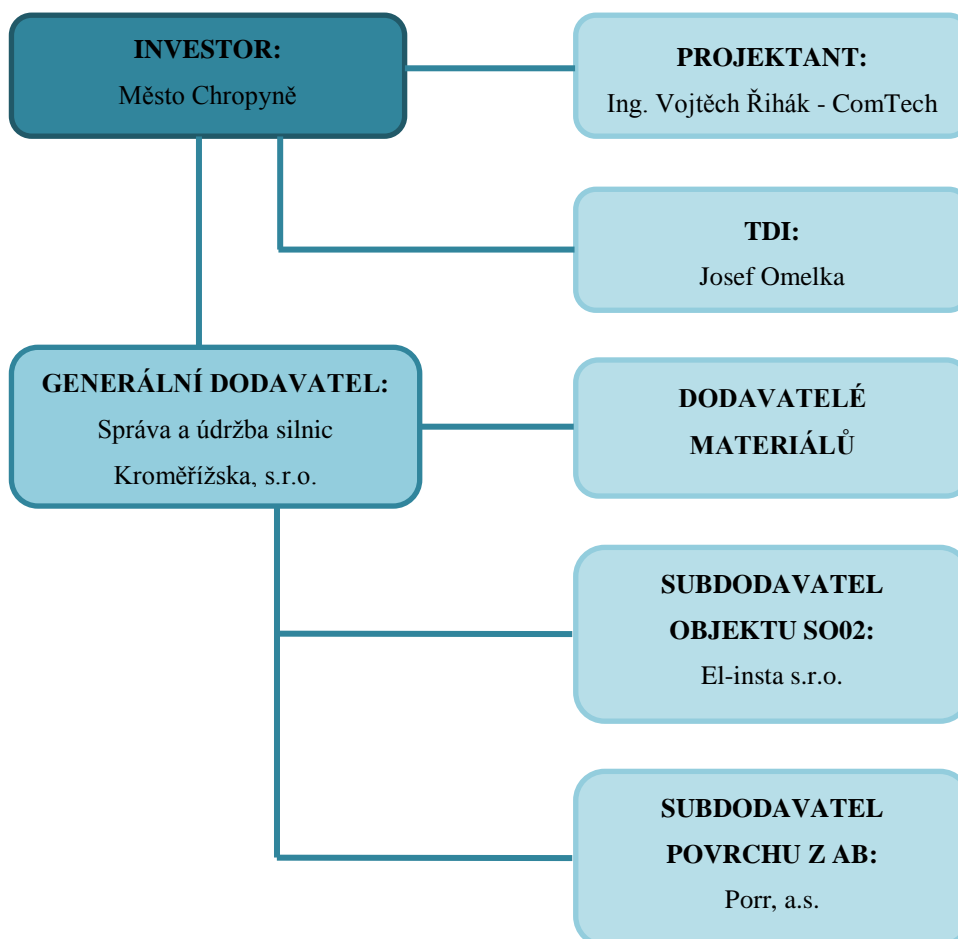 INVESTOR:
Město Chropyně
PROJEKTANT:
Ing. Vojtěch Řihák - ComTech
TDI:
Josef Omelka
GENERÁLNÍ DODAVATEL:
Správa a údržba silnic
Kroměřížska, s.r.o.
DODAVATELÉ
MATERIÁLŮ
SUBDODAVATEL
OBJEKTU SO02:
El-insta s.r.o.
SUBDODAVATEL
POVRCHU Z AB:
Porr, a.s.